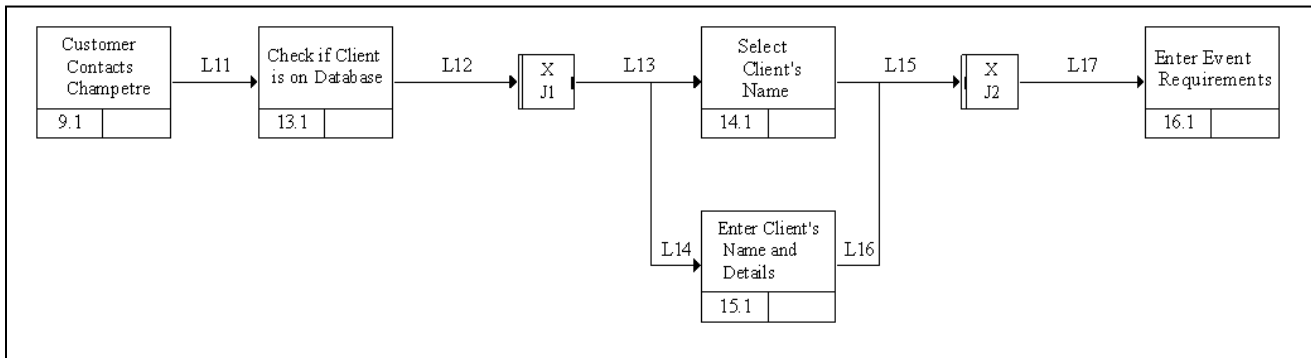 Customer
Contacts
Champetre
9.1
L11
Check if Client
is on Database
13.1
L12
X
J1
L13
Select
Client's
Name
14.1
L14
Enter Client's
Name and
Details
15.1
L15
L16
X
J2
L17
Enter Event
Requirements
16.1